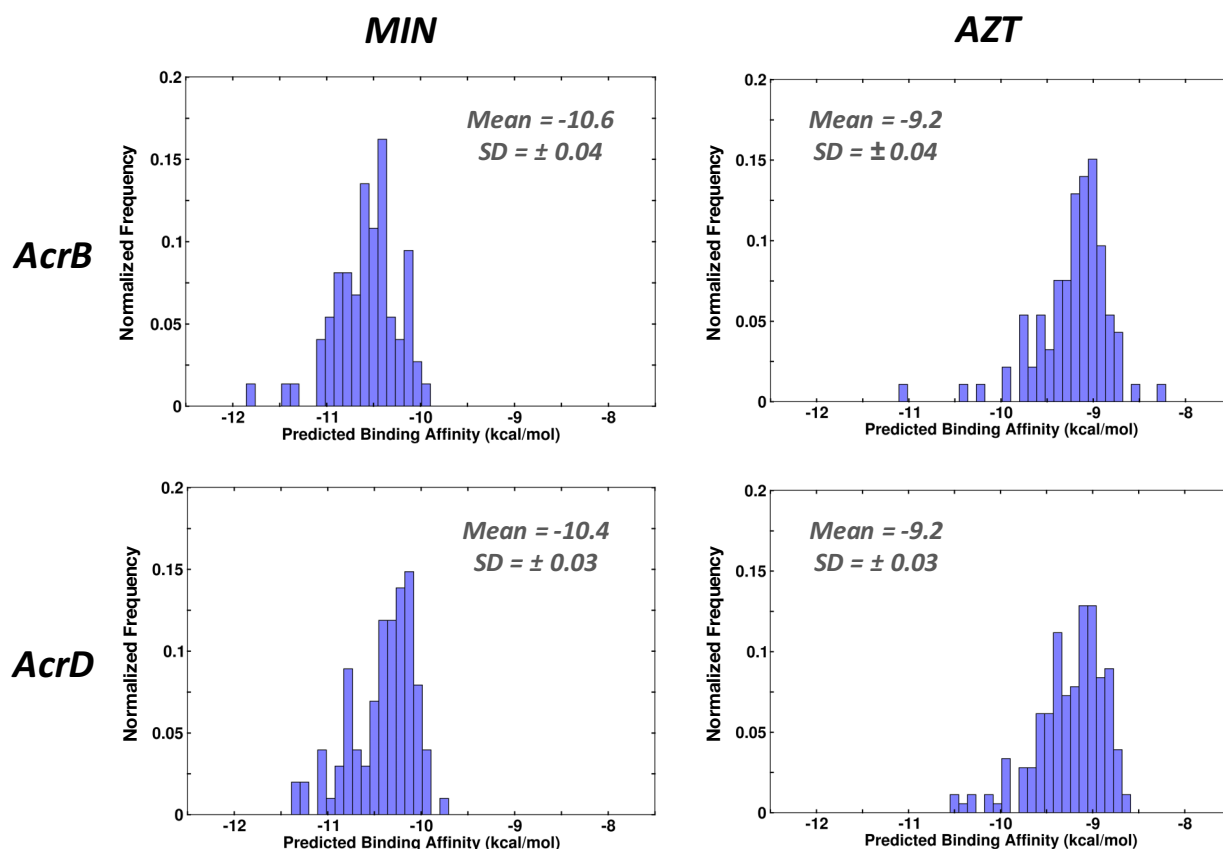 MIN
AZT
AcrB
Normalized Frequency
0.2
0.15
0.1
0.05
0
Mean = -10.6
SD = ± 0.04
-12
-11
-10
-9
-8
Predicted Binding Affinity (kcal/mol)
Normalized Frequency
0.2
0.15
0.1
0.05
0
Mean = -9.2
SD = ± 0.04
-12
-11
-10
-9
-8
Predicted Binding Affinity (kcal/mol)
AcrD
Normalized Frequency
0.2
0.15
0.1
0.05
0
Mean = -10.4
SD = ± 0.03
-12
-11
-10
-9
-8
Predicted Binding Affinity (kcal/mol)
Normalized Frequency
0.2
0.15
0.1
0.05
0
Mean = -9.2
SD = ± 0.03
-12
-11
-10
-9
-8
Predicted Binding Affinity (kcal/mol)